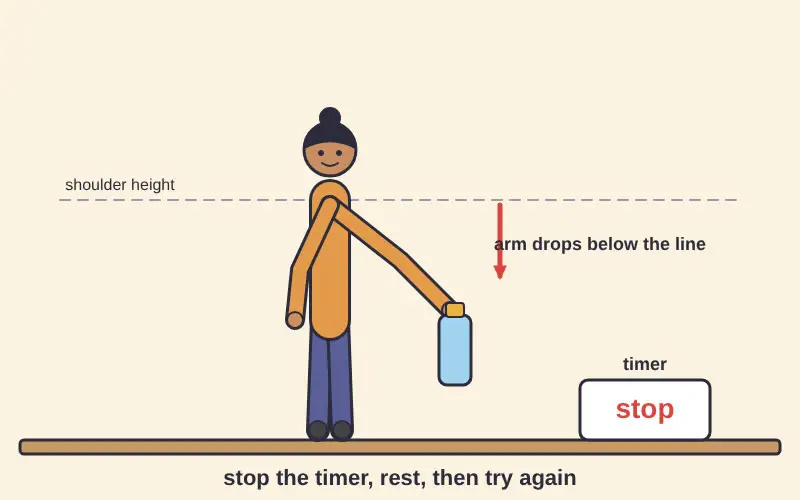 shoulder height
arm drops below the line
timer
stop
stop the timer, rest, then try again